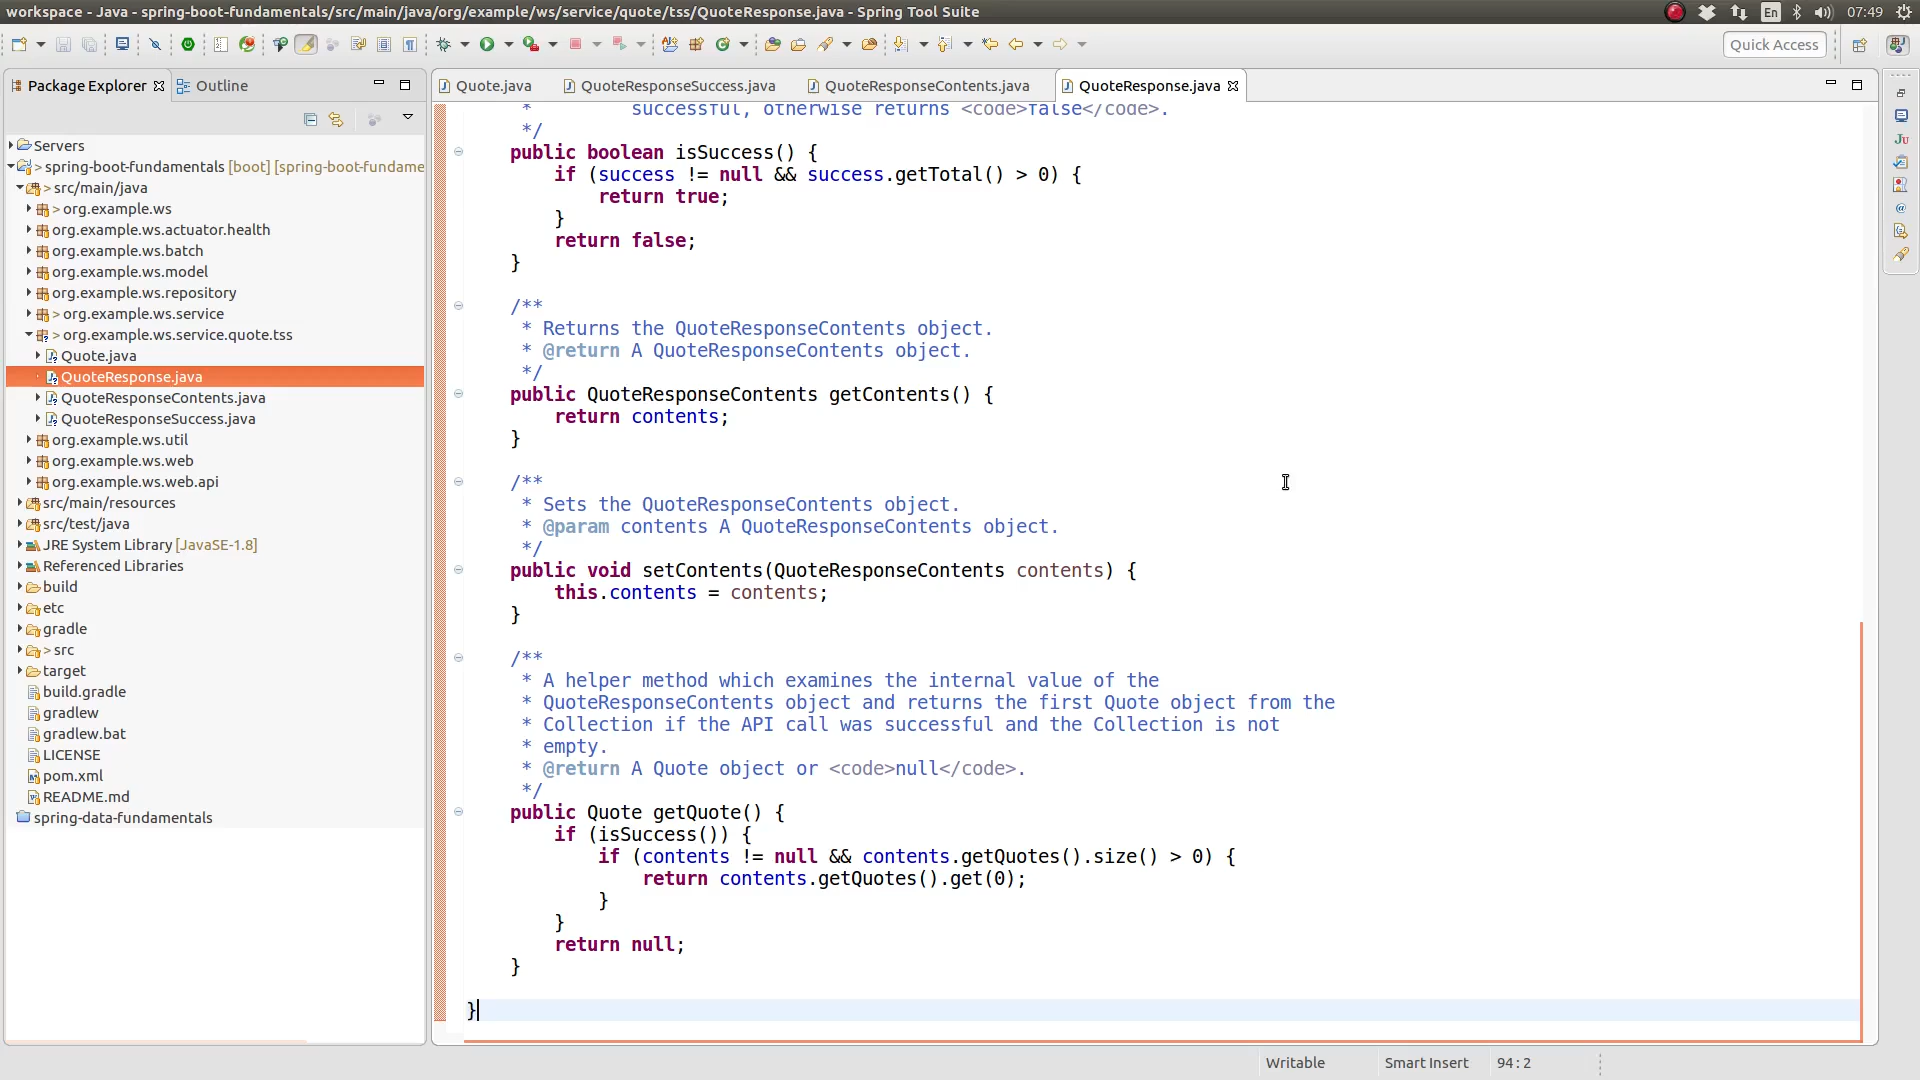 workspace - Java - spring-boot-fundamentals/src/main/java/org/example/ws/service/quote/tss/QuoteResponse.java - Spring Tool Suite
En
07:49
Quick Access
Package Explorer
Outline
Servers
> spring-boot-fundamentals [boot] [spring-boot-fundame
> src/main/java
> org.example.ws
org.example.ws.actuator.health
org.example.ws.batch
org.example.ws.model
org.example.ws.repository
> org.example.ws.service
> org.example.ws.service.quote.tss
Quote.java
QuoteResponse.java
QuoteResponseContents.java
QuoteResponseSuccess.java
org.example.ws.util
org.example.ws.web
org.example.ws.web.api
src/main/resources
src/test/java
JRE System Library [JavaSE-1.8]
Referenced Libraries
build
etc
gradle
> src
target
build.gradle
gradlew
gradlew.bat
LICENSE
pom.xml
README.md
spring-data-fundamentals
Quote.java
QuoteResponseSuccess.java
QuoteResponseContents.java
QuoteResponse.java
* successful, otherwise returns <code>false</code>.
*/
public boolean isSuccess() {
if (success != null && success.getTotal() > 0) {
return true;
}
return false;
}
/**
* Returns the QuoteResponseContents object.
* @return A QuoteResponseContents object.
*/
public QuoteResponseContents getContents() {
return contents;
}
/**
* Sets the QuoteResponseContents object.
* @param contents A QuoteResponseContents object.
*/
public void setContents(QuoteResponseContents contents) {
this.contents = contents;
}
/**
* A helper method which examines the internal value of the
* QuoteResponseContents object and returns the first Quote object from the
* Collection if the API call was successful and the Collection is not
* empty.
* @return A Quote object or <code>null</code>.
*/
public Quote getQuote() {
if (isSuccess()) {
if (contents != null && contents.getQuotes().size() > 0) {
return contents.getQuotes().get(0);
}
}
return null;
}
}
Ju
@
Writable
Smart Insert
94 : 2